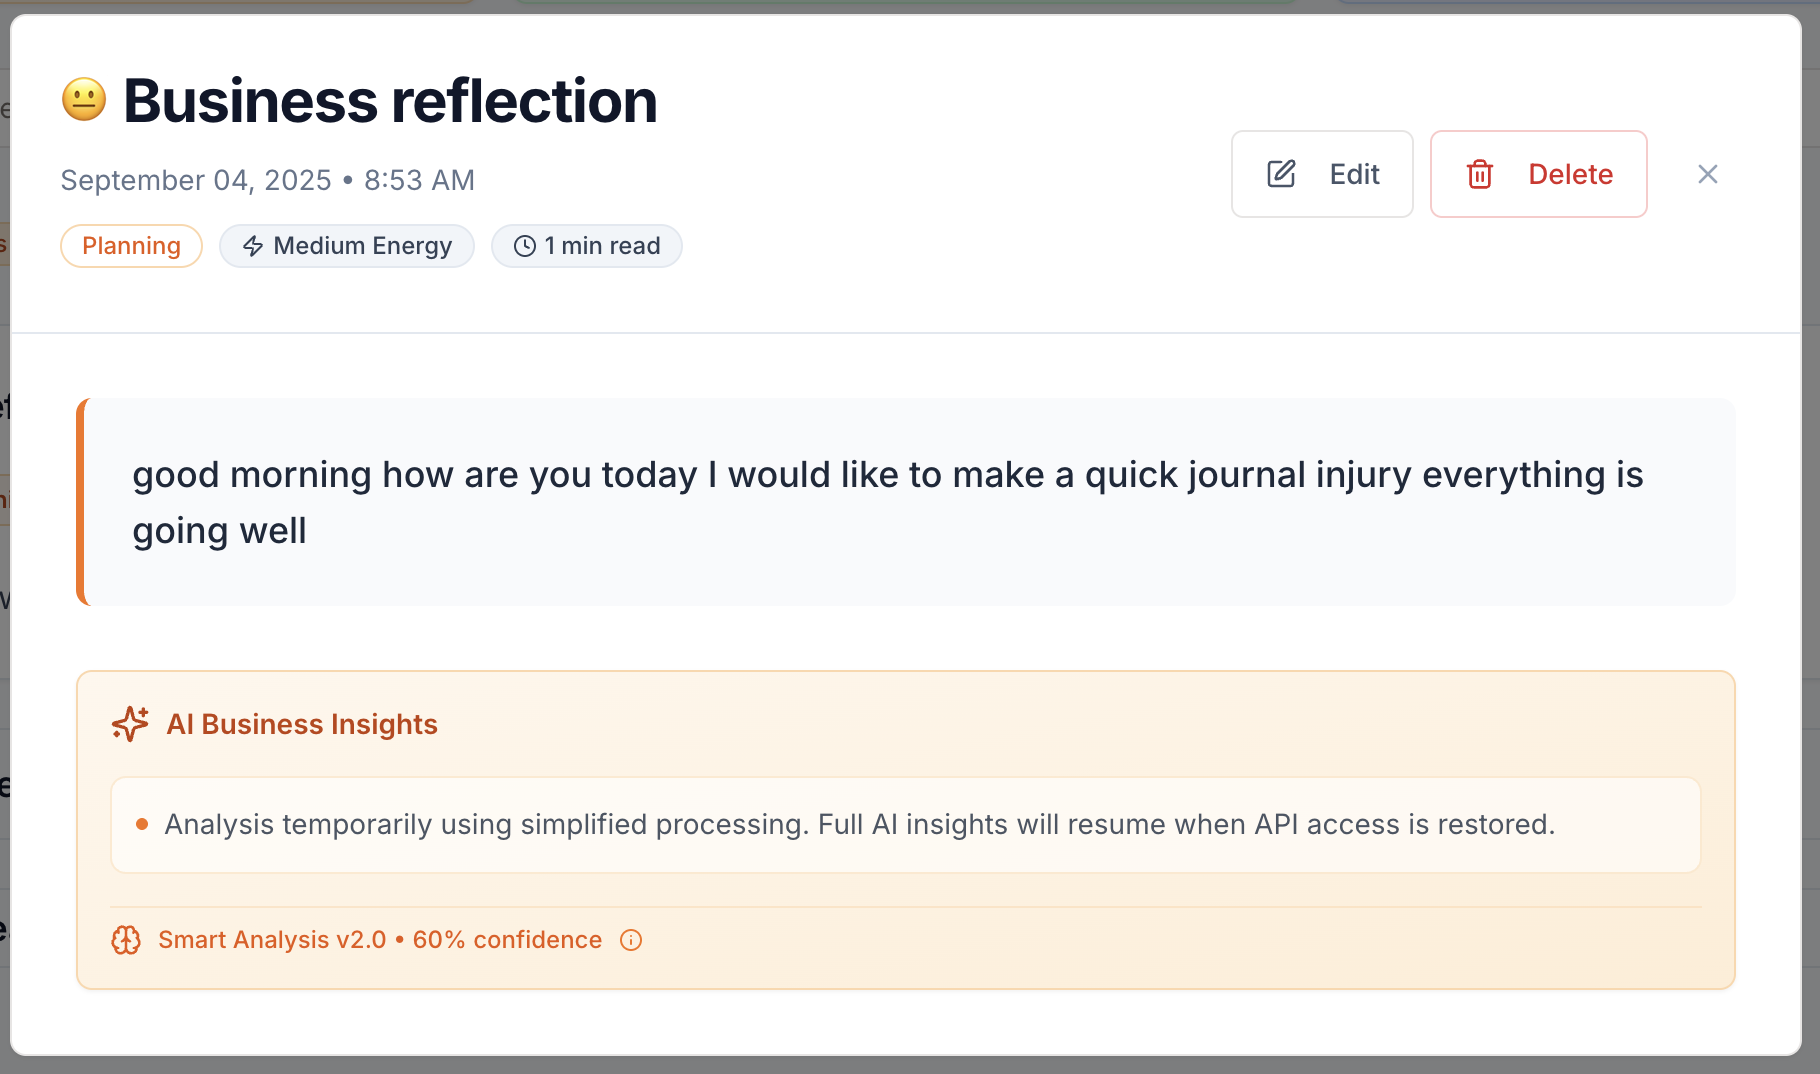 Business reflection
September 04, 2025 • 8:53 AM
Planning
Medium Energy
1 min read
Edit
Delete
good morning how are you today I would like to make a quick journal injury everything is
going well
AI Business Insights
• Analysis temporarily using simplified processing. Full AI insights will resume when API access is restored.
Smart Analysis v2.0 • 60% confidence